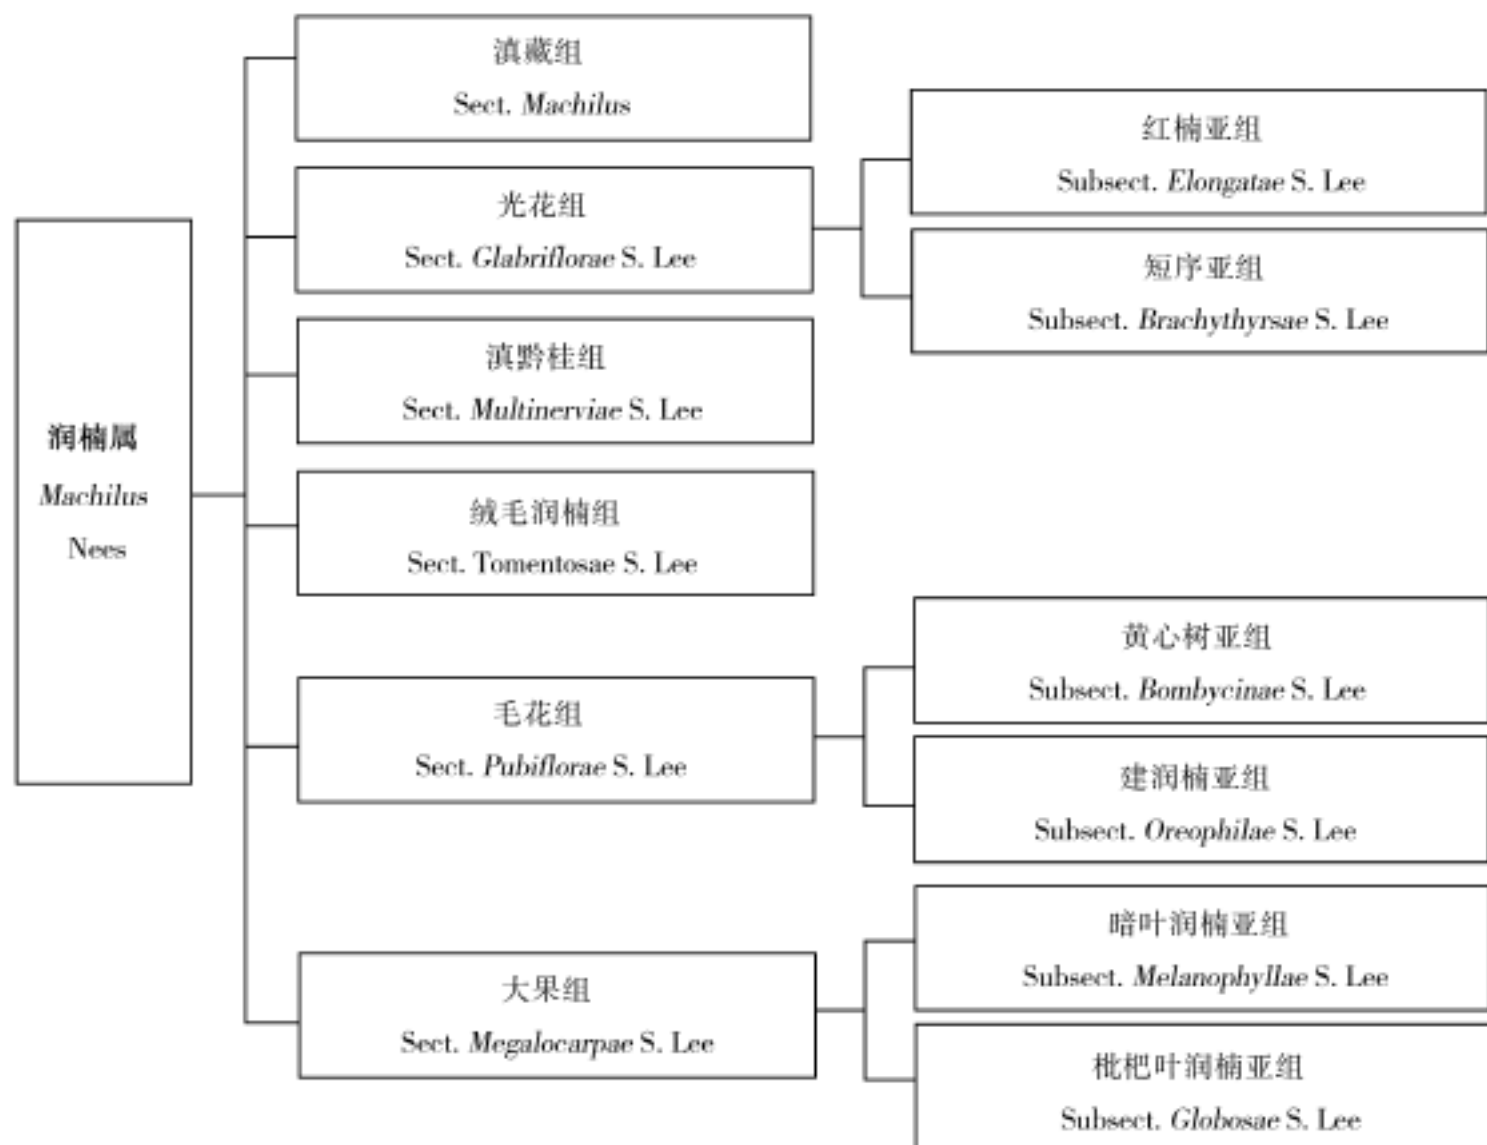 润楠属
Machilus
Nees
滇藏组
Sect. Machilus
光花组
Sect. Glabriflorae S. Lee
红楠亚组
Subsect. Elongatae S. Lee
短序亚组
Subsect. Brachythyrsae S. Lee
滇黔桂组
Sect. Multinerviae S. Lee
绒毛润楠组
Sect. Tomentosae S. Lee
毛花组
Sect. Pubiflorae S. Lee
黄心树亚组
Subsect. Bombycinae S. Lee
建润楠亚组
Subsect. Oreophilae S. Lee
大果组
Sect. Megalocarpae S. Lee
暗叶润楠亚组
Subsect. Melanophyllae S. Lee
枇杷叶润楠亚组
Subsect. Globosae S. Lee